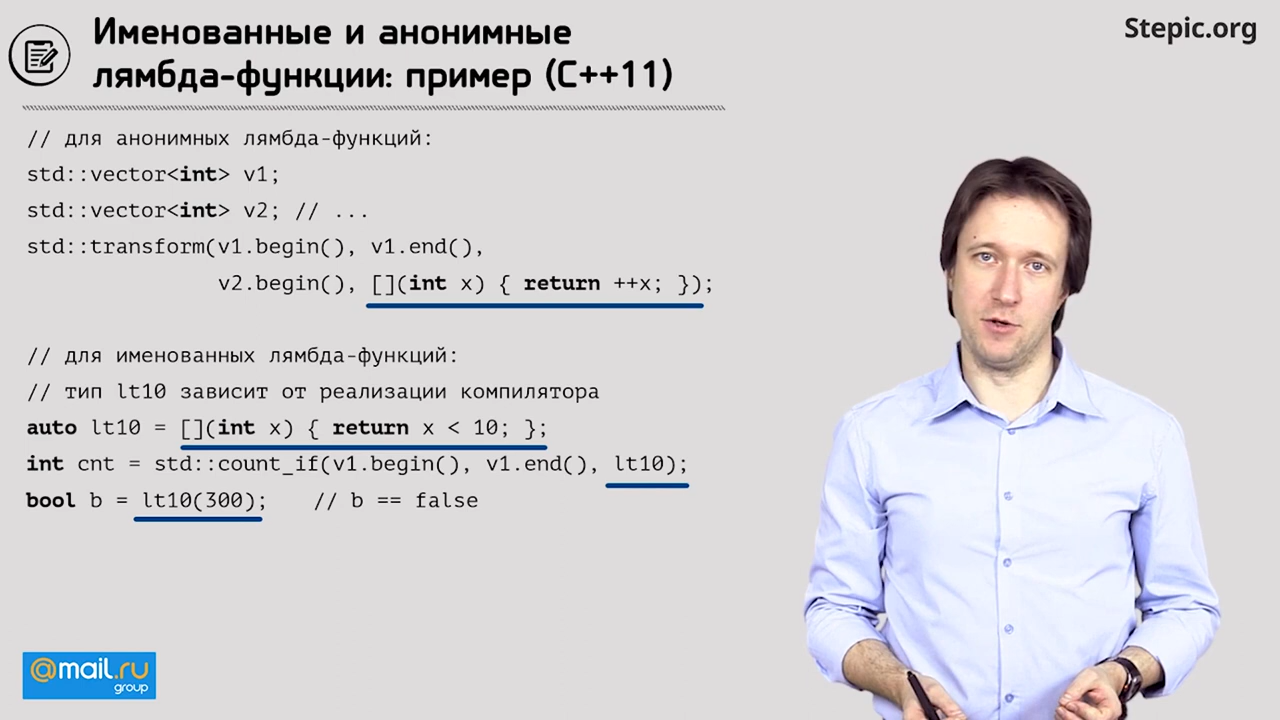 Именованные и анонимные
лямбда-функции: пример (C++11)
Stepic.org
// для анонимных лямбда-функций:
std::vector<int> v1;
std::vector<int> v2; // ...
std::transform(v1.begin(), v1.end(),
v2.begin(), [](int x) { return ++x; });
// для именованных лямбда-функций:
// тип lt10 зависит от реализации компилятора
auto lt10 = [](int x) { return x < 10; };
int cnt = std::count_if(v1.begin(), v1.end(), lt10);
bool b = lt10(300); // b == false
@mail.ru
group